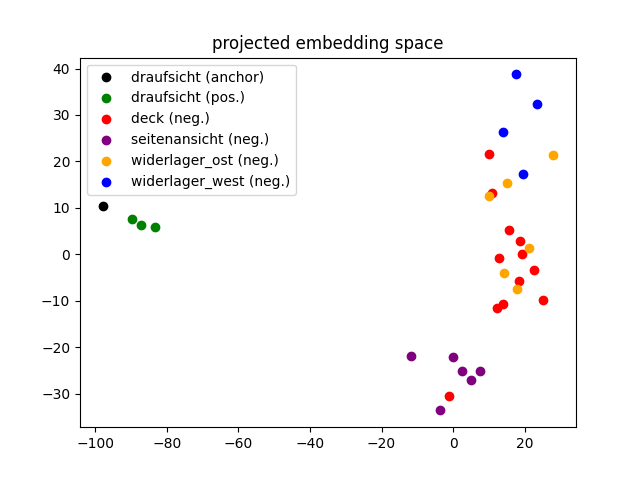 projected embedding space
draufsicht (anchor)
draufsicht (pos.)
deck (neg.)
seitenansicht (neg.)
widerlager_ost (neg.)
widerlager_west (neg.)
40
30
20
10
0
−10
−20
−30
−100 −80 −60 −40 −20 0 20